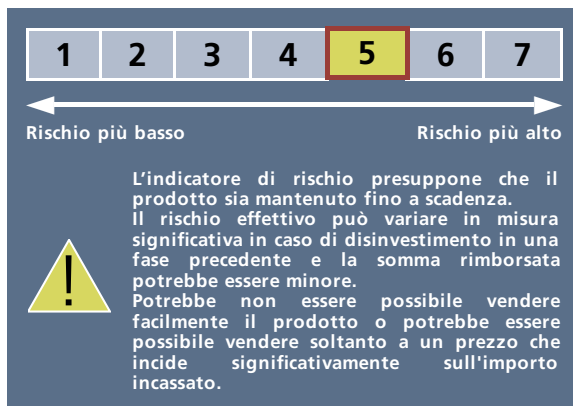 1 2 3 4 5 6 7
Rischio più basso Rischio più alto
L’indicatore di rischio presuppone che il
prodotto sia mantenuto fino a scadenza.
Il rischio effettivo può variare in misura
significativa in caso di disinvestimento in una
fase precedente e la somma rimborsata
potrebbe essere minore.
Potrebbe non essere possibile vendere
facilmente il prodotto o potrebbe essere
possibile vendere soltanto a un prezzo che
incide significativamente sull'importo
incassato.
!